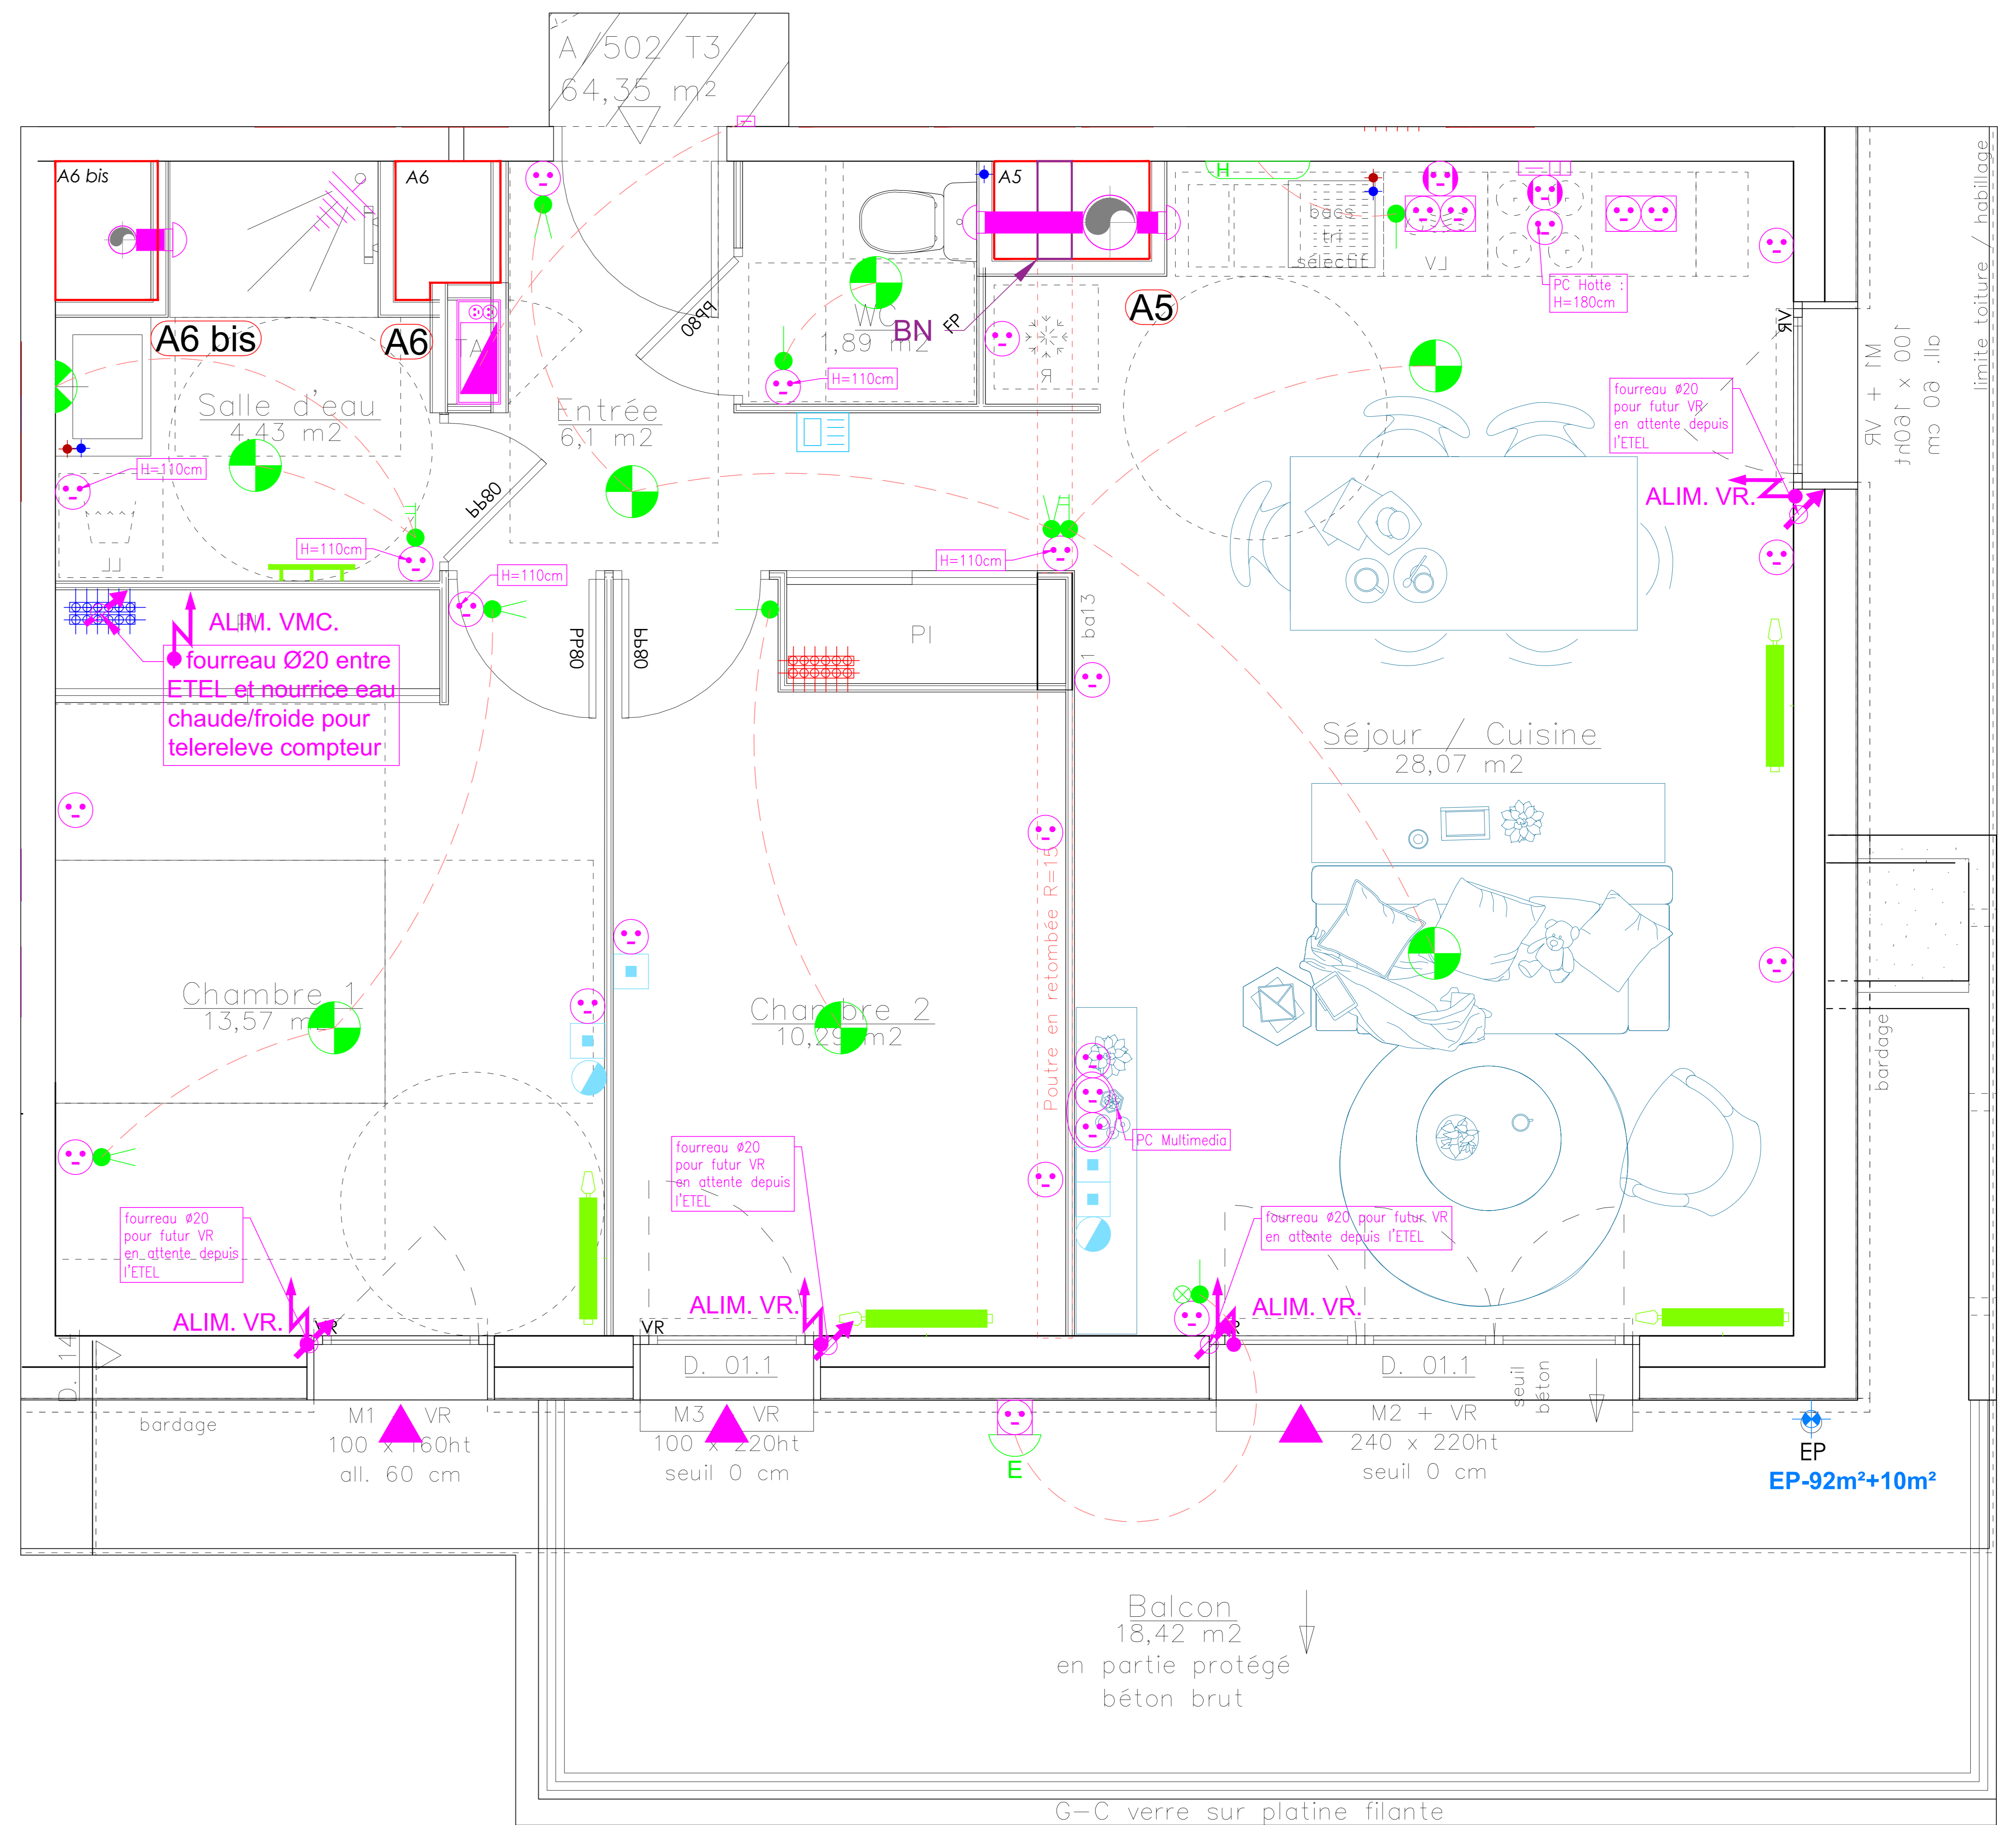 A 502 T3
64,35 m²
A6 bis
A6
A5
H
bacs
tri
sélectif
LV
PC Hotte :
H=180cm
A6 bis
A6
T A
PP80
WC
1,89 m2
BN
EP
H=110cm
R
A5
VR
fourreau ø20
pour futur VR
en attente depuis
l'ETEL
ALIM. VR.
M1 + VR
100 x 160ht
all. 60 cm
limite toiture / habillage
Salle d'eau
4,43 m2
H=110cm
Entrée
6,1 m2
PP80
H=110cm
LL
H=110cm
H=110cm
ALIM. VMC.
1 fourreau Ø20 entre
ETEL et nourrice eau
chaude/froide pour
telereleve compteur
PP80
PP80
Pl
1 ba13
Séjour / Cuisine
28,07 m2
Poutre en retombée R=15
Chambre 1
13,57 m2
Chambre 2
10,29 m2
bardage
PC Multimedia
fourreau ø20
pour futur VR
en attente depuis
l'ETEL
fourreau ø20
pour futur VR
en attente depuis
l'ETEL
fourreau ø20 pour futur VR
en attente depuis l'ETEL
ALIM. VR.
ALIM. VR.
ALIM. VR.
VR
VR
VR
D. 14
D. 01.1
D. 01.1
seuil
béton
bardage
M1 + VR
100 x 160ht
all. 60 cm
M3 + VR
100 x 220ht
seuil 0 cm
E
M2 + VR
240 x 220ht
seuil 0 cm
EP
EP-92m²+10m²
Balcon
18,42 m2
en partie protégé
béton brut
G-C verre sur platine filante